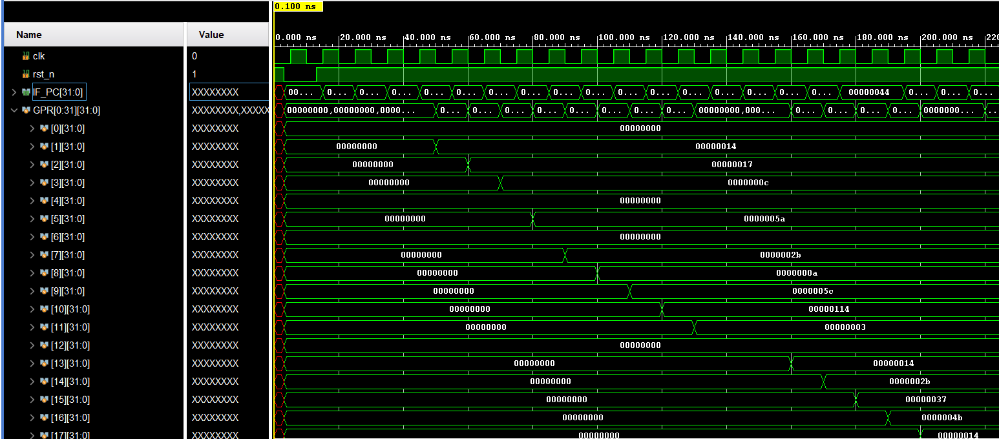 0.100 ns
Name Value
0.000 ns 20.000 ns 40.000 ns 60.000 ns 80.000 ns 100.000 ns 120.000 ns 140.000 ns 160.000 ns 180.000 ns 200.000 ns 220
clk 0
rst_n 1
IF_PC[31:0] XXXXXXXX 00... 0... 0... 0... 0... 0... 0... 0... 0... 0... 0... 0... 0... 0... 0... 0... 0... 00000044 0... 0... 0...
GPR[0:31][31:0] XXXXXXXX,XXXXX 00000000,00000000,0000... 0... 0... 0... 0... 0... 0... 0... 0... 00000000,000... 0... 0... 0... 0... 0000000... ...
[0][31:0] XXXXXXXX 00000000
[1][31:0] XXXXXXXX 00000000 00000014
[2][31:0] XXXXXXXX 00000000 00000017
[3][31:0] XXXXXXXX 00000000 0000000c
[4][31:0] XXXXXXXX 00000000
[5][31:0] XXXXXXXX 00000000 0000005a
[6][31:0] XXXXXXXX 00000000
[7][31:0] XXXXXXXX 00000000 0000002b
[8][31:0] XXXXXXXX 00000000 0000000a
[9][31:0] XXXXXXXX 00000000 0000005c
[10][31:0] XXXXXXXX 00000000 00000114
[11][31:0] XXXXXXXX 00000000 00000003
[12][31:0] XXXXXXXX 00000000
[13][31:0] XXXXXXXX 00000000 00000014
[14][31:0] XXXXXXXX 00000000 0000002b
[15][31:0] XXXXXXXX 00000000 00000037
[16][31:0] XXXXXXXX 00000000 0000004b
[17][31:0] XXXXXXXX 00000000 00000014